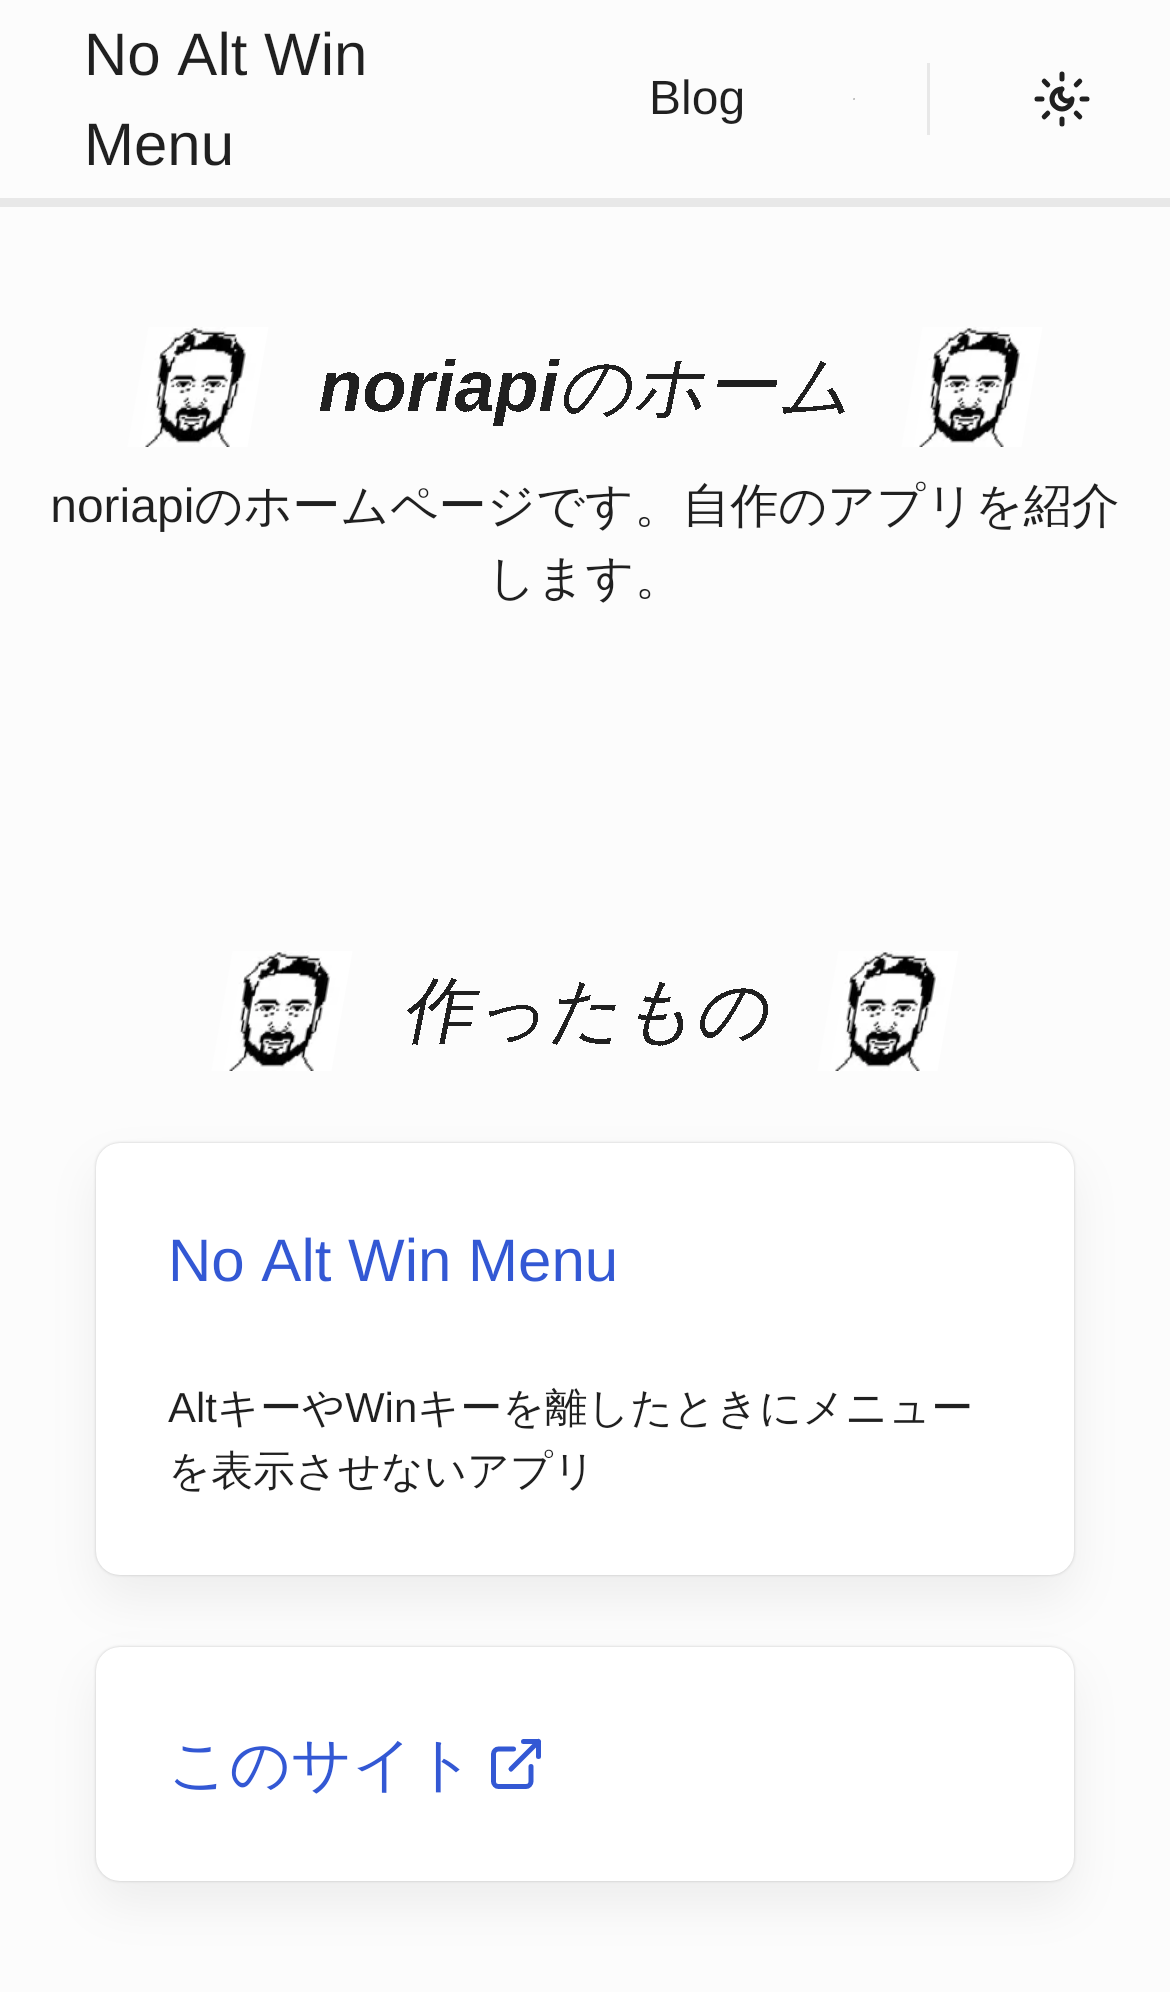 No Alt Win
Menu
Blog
noriapiのホーム
noriapiのホームページです。自作のアプリを紹介
します。
作ったもの
No Alt Win Menu
AltキーやWinキーを離したときにメニュー
を表示させないアプリ
このサイト